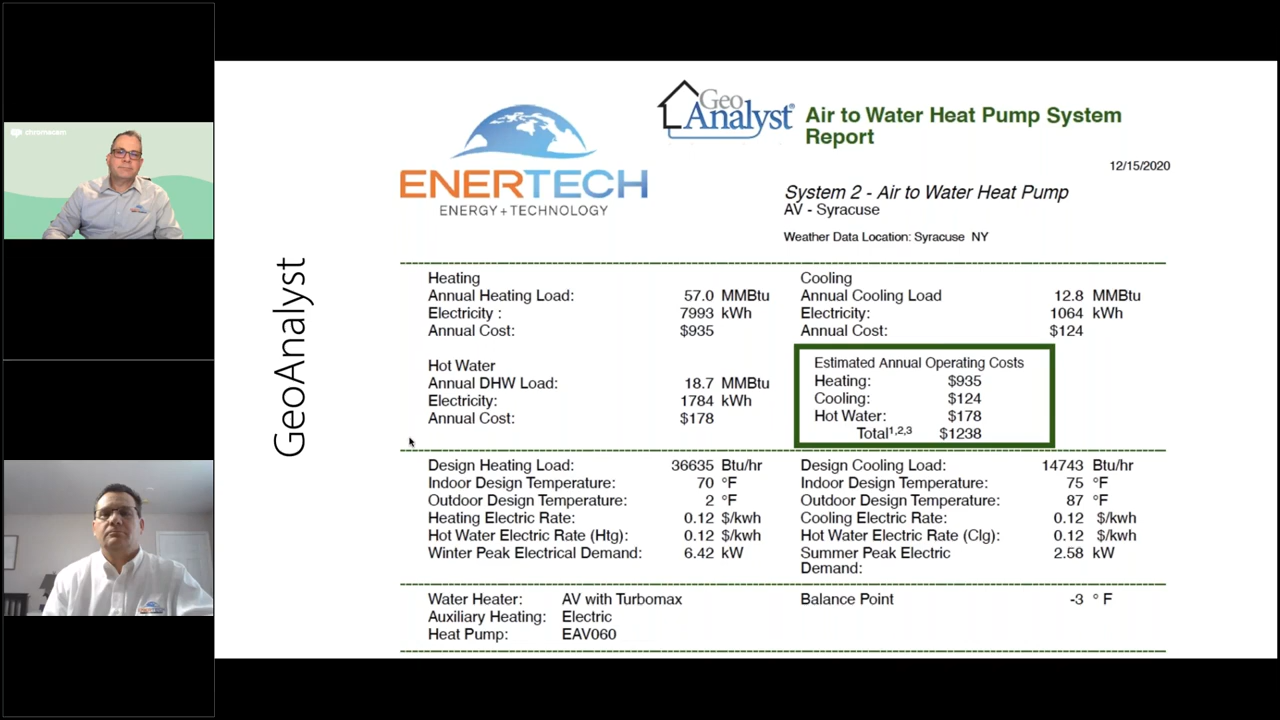 chromacam
GeoAnalyst
ENERTECH
ENERGY + TECHNOLOGY
Geo
Analyst®
Air to Water Heat Pump System
Report
12/15/2020
System 2 - Air to Water Heat Pump
AV - Syracuse
Weather Data Location: Syracuse NY
Heating
Annual Heating Load: 57.0 MMBtu
Electricity : 7993 kWh
Annual Cost: $935
Cooling
Annual Cooling Load 12.8 MMBtu
Electricity: 1064 kWh
Annual Cost: $124
Hot Water
Annual DHW Load: 18.7 MMBtu
Electricity: 1784 kWh
Annual Cost: $178
Estimated Annual Operating Costs
Heating: $935
Cooling: $124
Hot Water: $178
Total1,2,3 $1238
Design Heating Load: 36635 Btu/hr
Indoor Design Temperature: 70 °F
Outdoor Design Temperature: 2 °F
Heating Electric Rate: 0.12 $/kwh
Hot Water Electric Rate (Htg): 0.12 $/kwh
Winter Peak Electrical Demand: 6.42 kW
Design Cooling Load: 14743 Btu/hr
Indoor Design Temperature: 75 °F
Outdoor Design Temperature: 87 °F
Cooling Electric Rate: 0.12 $/kwh
Hot Water Electric Rate (Clg): 0.12 $/kwh
Summer Peak Electric 2.58 kW
Demand:
Water Heater: AV with Turbomax
Auxiliary Heating: Electric
Heat Pump: EAV060
Balance Point -3 ° F